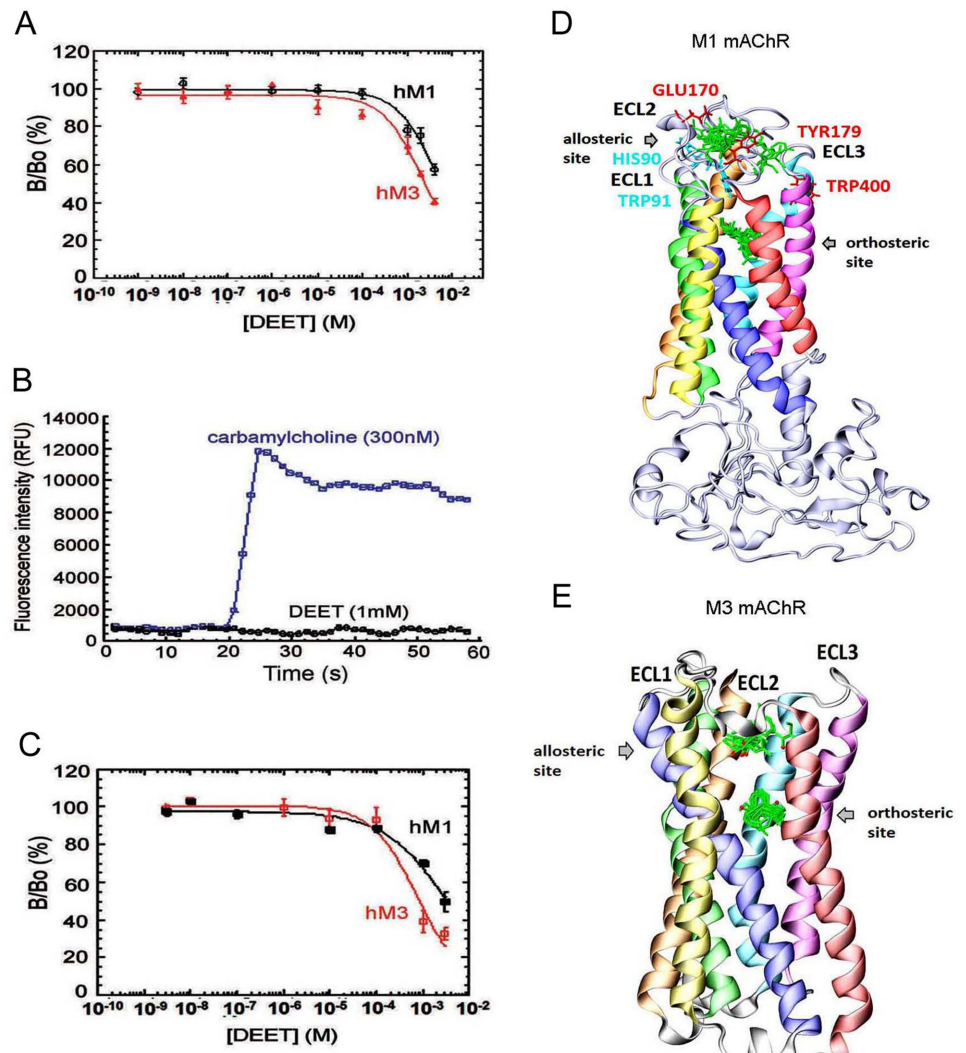 A
120
100
80
60
40
20
0
B/Bo (%)
hM1
hM3
10-10 10-9 10-8 10-7 10-6 10-5 10-4 10-3 10-2
[DEET] (M)
B
14000
12000
10000
8000
6000
4000
2000
0
Fluorescence intensity (RFU)
carbamylcholine (300nM)
DEET (1mM)
0 10 20 30 40 50 60
Time (s)
C
120
100
80
60
40
20
0
B/Bo (%)
hM1
hM3
10-10 10-9 10-8 10-7 10-6 10-5 10-4 10-3 10-2
[DEET] (M)
D
M1 mAChR
GLU170
ECL2
allosteric
site
TYR179
ECL3
HIS90
ECL1
TRP91
TRP400
orthosteric
site
E
M3 mAChR
ECL1
ECL2
ECL3
allosteric
site
orthosteric
site